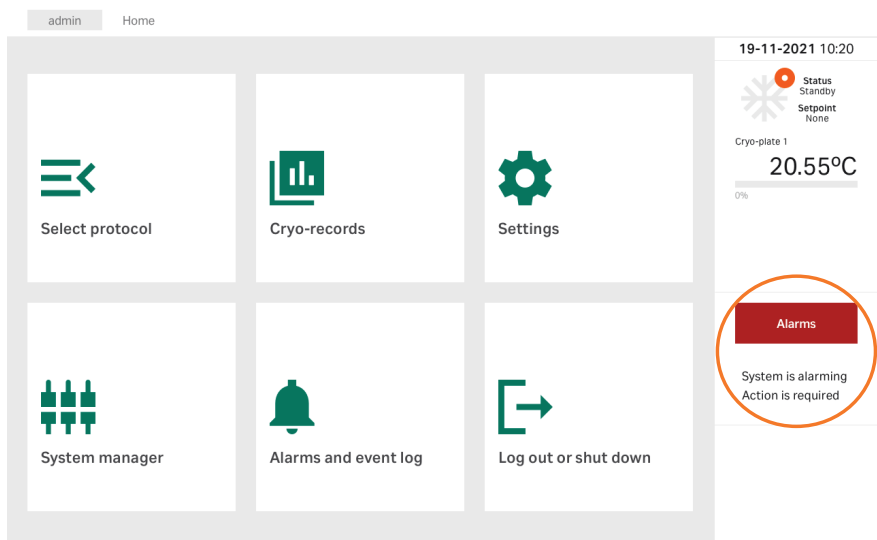 admin Home
19-11-2021 10:20
Status
Standby
Setpoint
None
Cryo-plate 1
20.55ºC
0%
Select protocol
Cryo-records
Settings
Alarms
System is alarming
Action is required
System manager
Alarms and event log
Log out or shut down